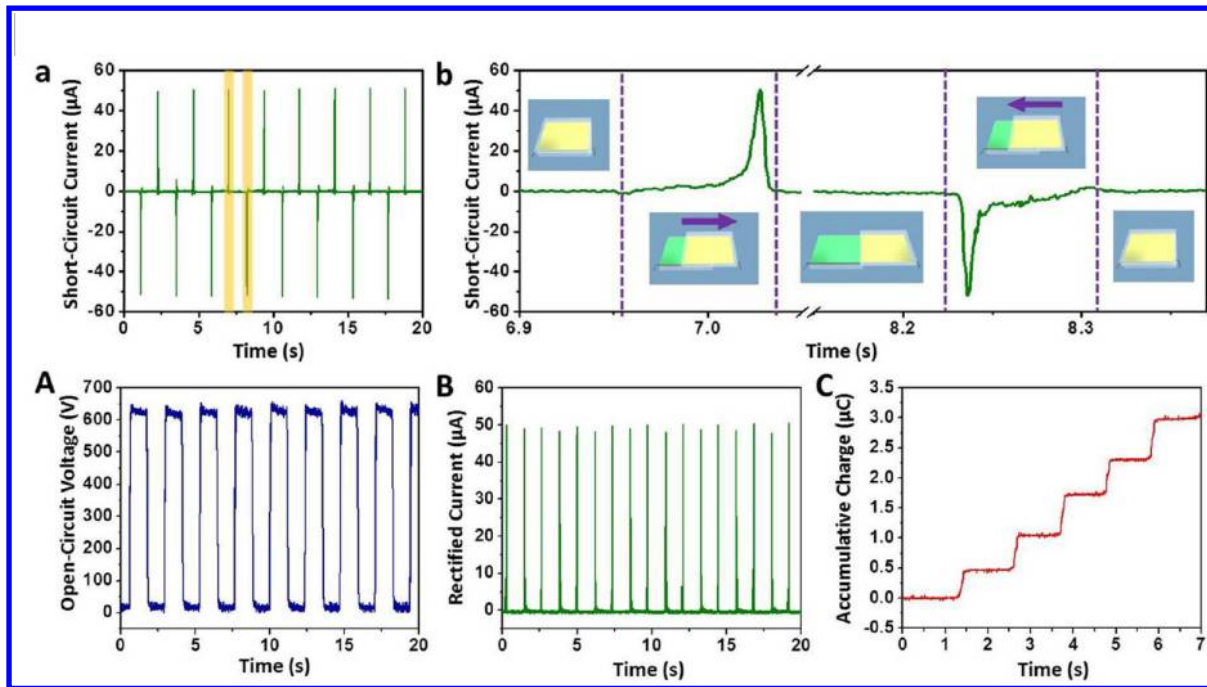 a
Short-Circuit Current (µA)
60
40
20
0
-20
-40
-60
0 5 10 15 20
Time (s)
b
Short-Circuit Current (µA)
60
40
20
0
-20
-40
-60
6.9 7.0 8.2 8.3
Time (s)
A
Open-Circuit Voltage (V)
700
600
500
400
300
200
100
0
0 5 10 15 20
Time (s)
B
Rectified Current (µA)
60
50
40
30
20
10
0
0 5 10 15 20
Time (s)
C
Accumulative Charge (µC)
3.5
3.0
2.5
2.0
1.5
1.0
0.5
0.0
-0.5
0 1 2 3 4 5 6 7
Time (s)